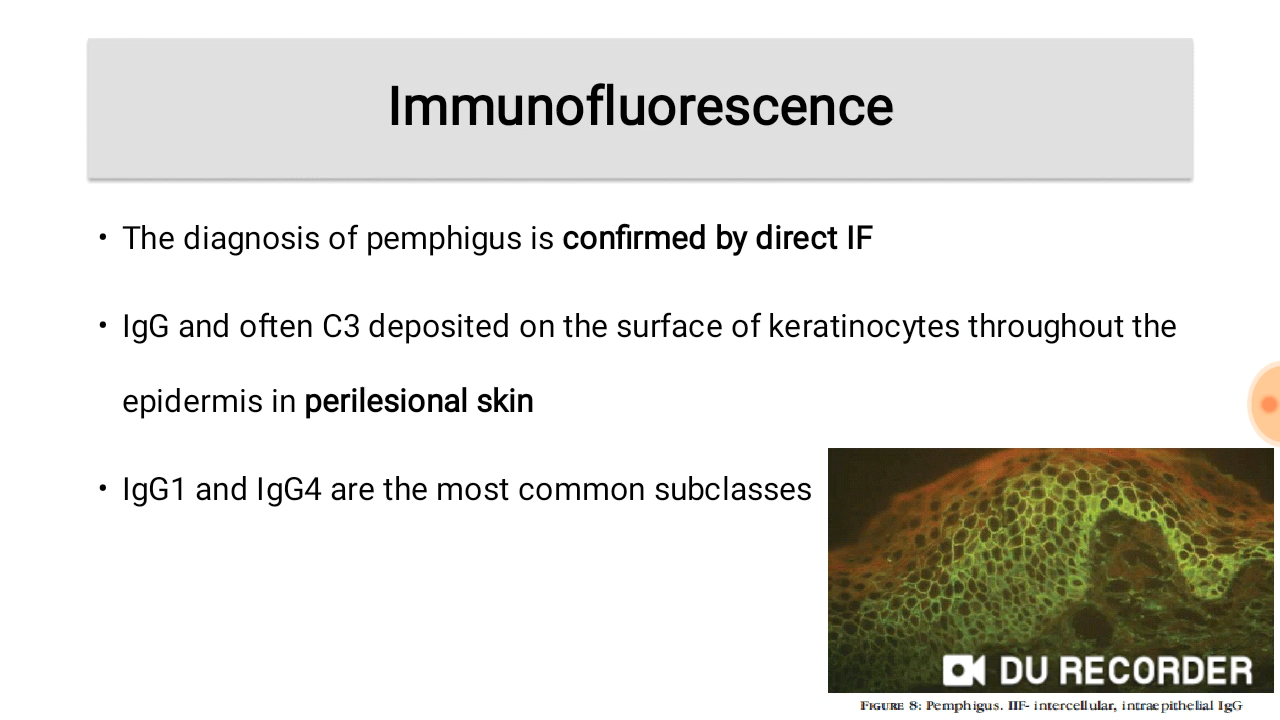 Immunofluorescence
• The diagnosis of pemphigus is confirmed by direct IF
• IgG and often C3 deposited on the surface of keratinocytes throughout the
epidermis in perilesional skin
• IgG1 and IgG4 are the most common subclasses
DU RECORDER
FIGURE 8: Pemphigus. IIF- intercellular, intraepithelial IgG